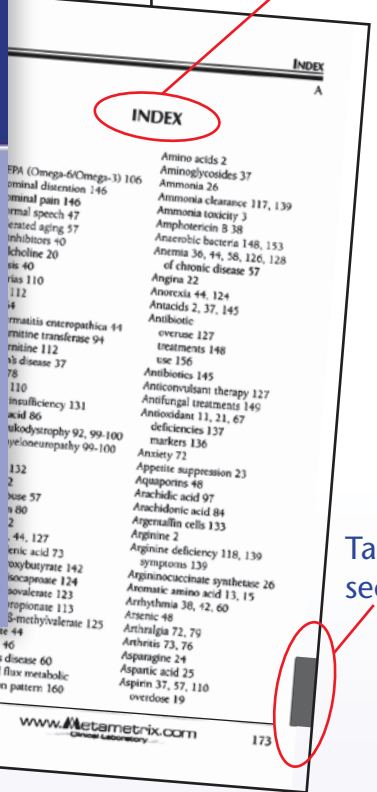 INDEX
A
INDEX
EPA (Omega-6/Omega-3) 106
ominal distention 146
ominal pain 146
rmal speech 47
erated aging 57
inhibitors 40
lcholine 20
sis 40
rias 110
112
rmatitis enteropathica 44
rnitine transferase 94
rnitine 112
's disease 37
78
110
insufficiency 131
acid 86
ukodystrophy 92, 99-100
yeloneuropathy 99-100
132
2
ouse 57
n 80
2
, 44, 127
enic acid 73
roxybutyrate 142
isocaproate 124
isovalerate 123
ropionate 113
ß-methylvalerate 125
te 44
46
disease 60
l flux metabolic
on pattern 160
Amino acids 2
Aminoglycosides 37
Ammonia 26
Ammonia clearance 117, 139
Ammonia toxicity 3
Amphotericin B 38
Anaerobic bacteria 148, 153
Anemia 36, 44, 58, 126, 128
of chronic disease 57
Angina 22
Anorexia 44, 124
Antacids 2, 37, 145
Antibiotic
overuse 127
treatments 148
use 156
Antibiotics 145
Anticonvulsant therapy 127
Antifungal treatments 149
Antioxidant 11, 21, 67
deficiencies 137
markers 136
Anxiety 72
Appetite suppression 23
Aquaporins 48
Arachidic acid 97
Arachidonic acid 84
Argentaffin cells 133
Arginine 2
Arginine deficiency 118, 139
symptoms 139
Argininocuccinate synthetase 26
Aromatic amino acid 13, 15
Arrhythmia 38, 42, 60
Arsenic 48
Arthralgia 72, 79
Arthritis 73, 76
Asparagine 24
Aspartic acid 25
Aspirin 37, 57, 110
overdose 19
www.Metametrix.com
Clinical Laboratory
173
Ta
sec